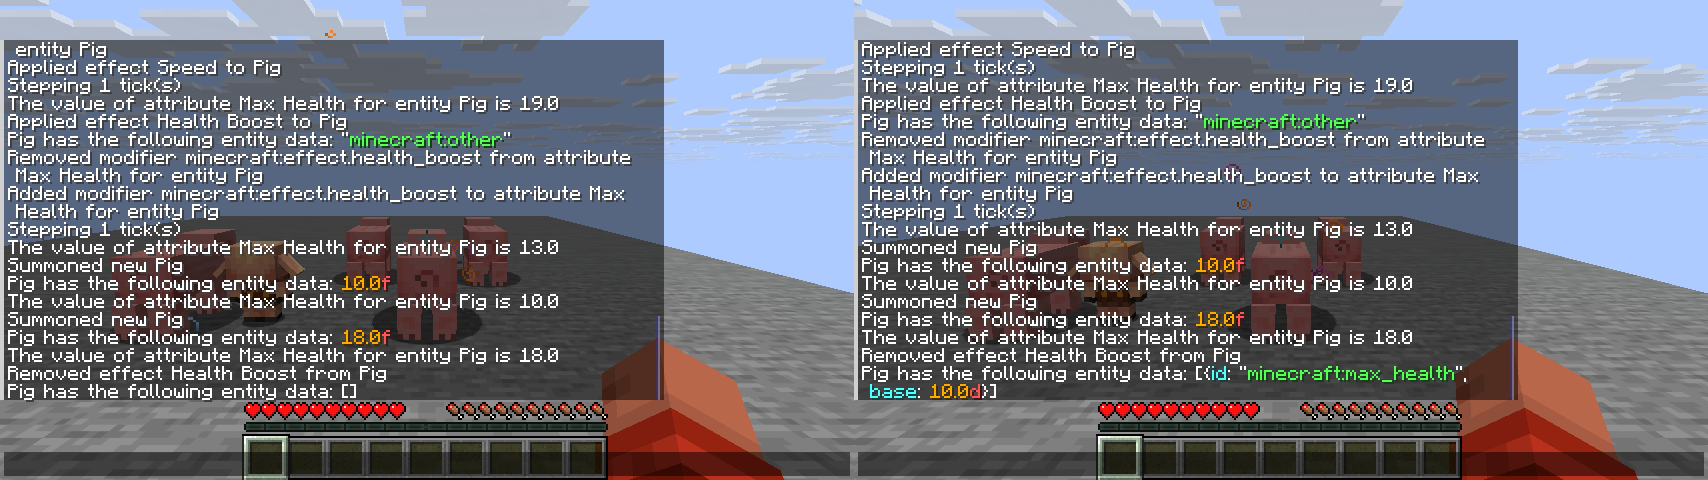 entity Pig
Applied effect Speed to Pig
Stepping 1 tick(s)
The value of attribute Max Health for entity Pig is 19.0
Applied effect Health Boost to Pig
Pig has the following entity data: "minecraft:other"
Removed modifier minecraft:effect.health_boost from attribute
Max Health for entity Pig
Added modifier minecraft:effect.health_boost to attribute Max
Health for entity Pig
Stepping 1 tick(s)
The value of attribute Max Health for entity Pig is 13.0
Summoned new Pig
Pig has the following entity data: 10.0f
The value of attribute Max Health for entity Pig is 10.0
Summoned new Pig
Pig has the following entity data: 18.0f
The value of attribute Max Health for entity Pig is 18.0
Removed effect Health Boost from Pig
Pig has the following entity data: []
Applied effect Speed to Pig
Stepping 1 tick(s)
The value of attribute Max Health for entity Pig is 19.0
Applied effect Health Boost to Pig
Pig has the following entity data: "minecraft:other"
Removed modifier minecraft:effect.health_boost from attribute
Max Health for entity Pig
Added modifier minecraft:effect.health_boost to attribute Max
Health for entity Pig
Stepping 1 tick(s)
The value of attribute Max Health for entity Pig is 13.0
Summoned new Pig
Pig has the following entity data: 10.0f
The value of attribute Max Health for entity Pig is 10.0
Summoned new Pig
Pig has the following entity data: 18.0f
The value of attribute Max Health for entity Pig is 18.0
Removed effect Health Boost from Pig
Pig has the following entity data: [{id: "minecraft:max_health",
base: 10.0d}]